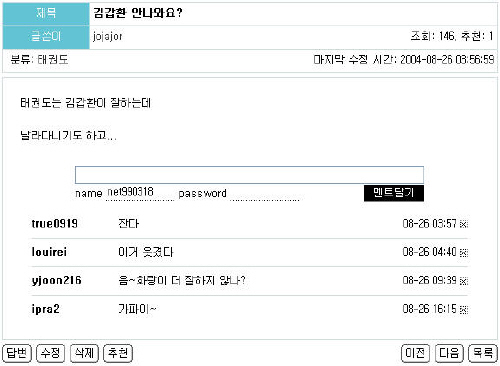 제목 김갑환 안나와요?
글쓴이 jojajor 조회: 146, 추천: 1
분류: 태권도 마지막 수정 시간: 2004-08-26 03:56:59
태권도는 김갑환이 잘하는데
날라다니기도 하고...
name net990318 password 멘트달기
true0919 잔다 08-26 03:57
louirei 이거 웃겼다 08-26 04:40
yjoon216 음~화랑이 더 잘하지 않나? 08-26 09:39
ipra2 가파이~ 08-26 16:15
답변 수정 삭제 추천 이전 다음 목록